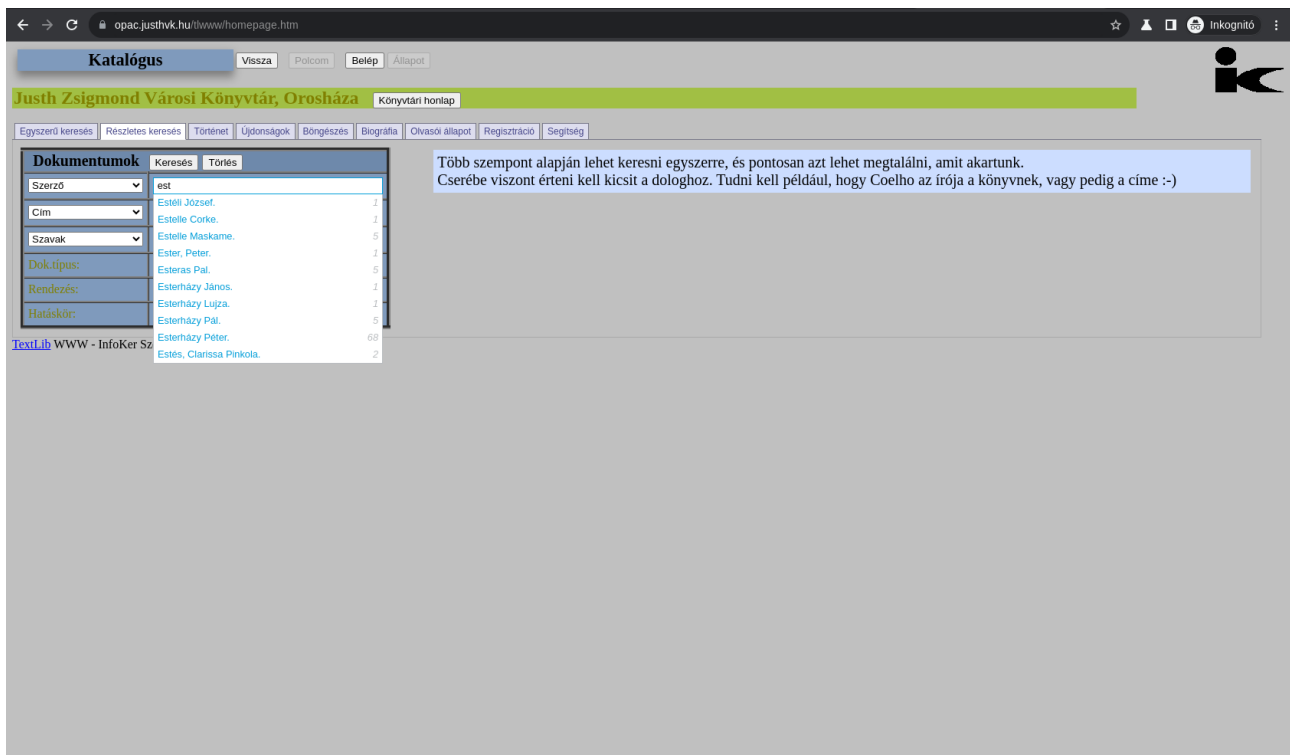 opac.justhvk.hu/tlwww/homepage.htm Inkognitó
Katalógus Vissza Polcom Belép Állapot
Justh Zsigmond Városi Könyvtár, Orosháza Könyvtári honlap
Egyszerű keresés Részletes keresés Történet Újdonságok Böngészés Biográfia Olvasói állapot Regisztráció Segítség
Dokumentumok Keresés Törlés
Szerző est
Cím
Szavak
Dok.típus:
Rendezés:
Hatáskör:
Estéli József. 1
Estelle Corke. 1
Estelle Maskame. 5
Ester, Peter. 1
Esteras Pal. 5
Esterházy János. 1
Esterházy Lujza. 1
Esterházy Pál. 5
Esterházy Péter. 68
Estés, Clarissa Pinkola. 2
Több szempont alapján lehet keresni egyszerre, és pontosan azt lehet megtalálni, amit akartunk.
Cserébe viszont érteni kell kicsit a dologhoz. Tudni kell például, hogy Coelho az írója a könyvnek, vagy pedig a címe :-)
TextLib WWW - InfoKer Sz